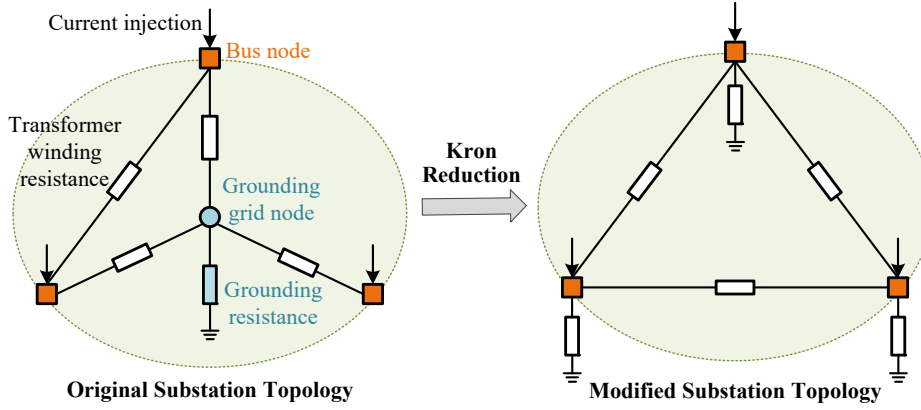 Current injection
Bus node
Transformer
winding
resistance
Grounding
grid node
Grounding
resistance
Original Substation Topology
Kron
Reduction
Modified Substation Topology